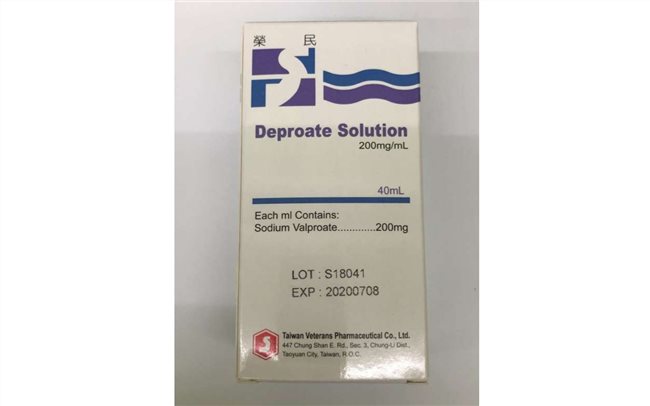 榮 民
Deproate Solution
200mg/mL
40mL
Each ml Contains:
Sodium Valproate.............200mg
LOT : S18041
EXP : 20200708
Taiwan Veterans Pharmaceutical Co., Ltd.
447 Chung Shan E. Rd., Sec. 3, Chung-Li Dist.,
Taoyuan City, Taiwan, R.O.C.